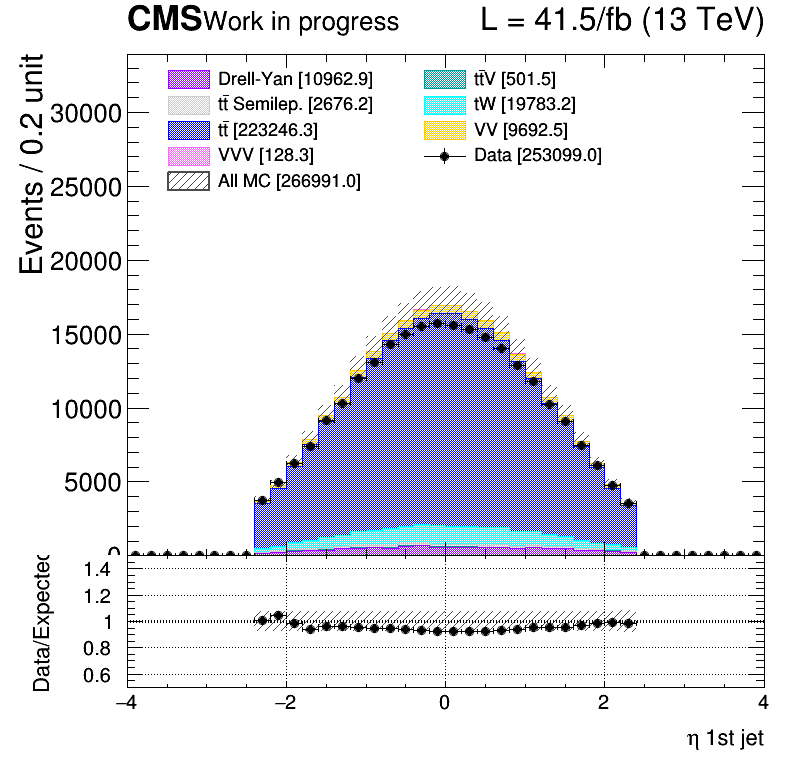 CMS Work in progress L = 41.5/fb (13 TeV)
Events / 0.2 unit
Drell-Yan [10962.9] tt̄V [501.5]
tt̄ Semilep. [2676.2] tW [19783.2]
tt̄ [223246.3] VV [9692.5]
VVV [128.3] Data [253099.0]
All MC [266991.0]
30000
25000
20000
15000
10000
5000
0
Data/Expected
1.4
1.2
1
0.8
0.6
−4 −2 0 2 4
η 1st jet